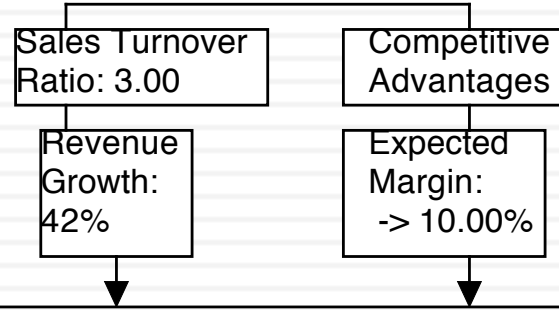 Sales Turnover
Ratio: 3.00
Competitive
Advantages
Revenue
Growth:
42%
Expected
Margin:
-> 10.00%